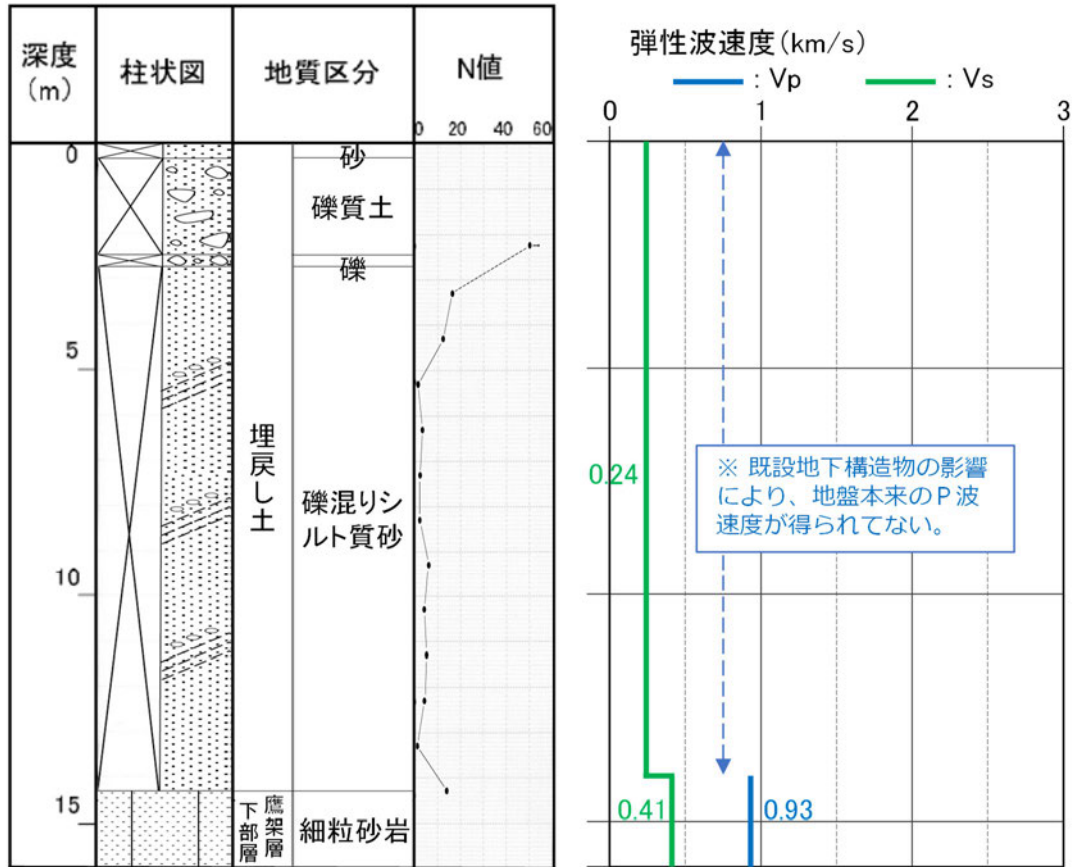 深度
(m)
柱状図
地質区分
N値
0 20 40 60
0
5
10
15
埋戻し土
鷹架層
下部層
砂
礫質土
礫
礫混りシ
ルト質砂
細粒砂岩
弾性波速度(km/s)
: Vp : Vs
0 1 2 3
0.24
※ 既設地下構造物の影響
により、地盤本来のP波
速度が得られてない。
0.41
0.93